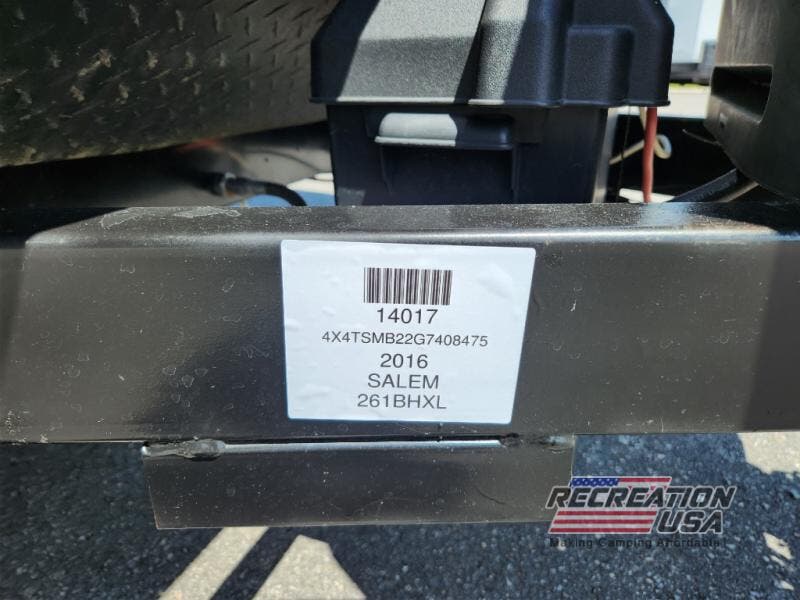 14017
4X4TSMB22G7408475
2016
SALEM
261BHXL
RECREATION
USA
Making Camping Affordable!